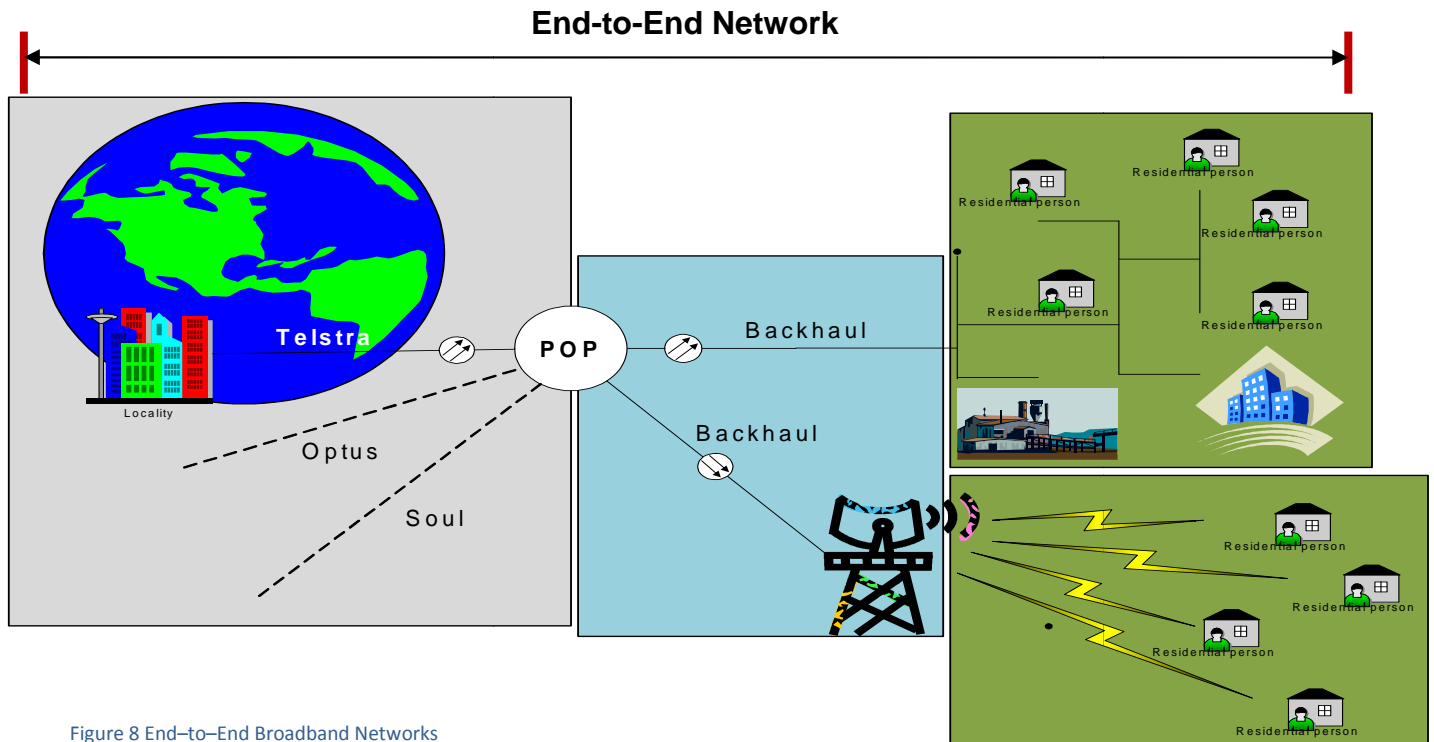 End-to-End Network
Residential person
Residential person
Residential person
Residential person
Residential person
Telstra
POP
Backhaul
Locality
Optus
Backhaul
Soul
Residential person
Residential person
Residential person
Residential person
Figure 8 End–to–End Broadband Networks